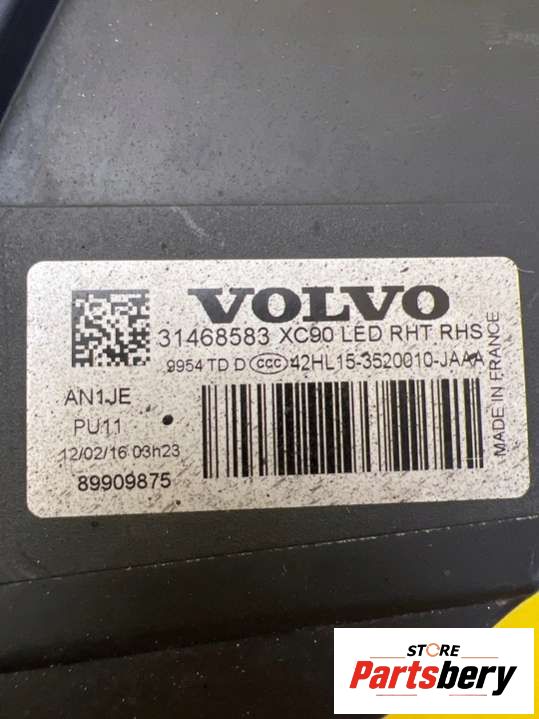 VOLVO
31468583 XC90 LED RHT RHS
9954 TD D CCC 42HL15-3520010-JAAA
AN1JE
PU11
12/02/16 03h23
89909875
MADE IN FRANCE
STORE
Partsbery